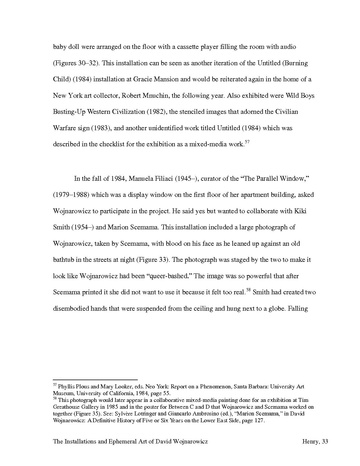 baby doll were arranged on the floor with a cassette player filling the room with audio
(Figures 30–32). This installation can be seen as another iteration of the Untitled (Burning
Child) (1984) installation at Gracie Mansion and would be reiterated again in the home of a
New York art collector, Robert Mnuchin, the following year. Also exhibited were Wild Boys
Busting-Up Western Civilization (1982), the stenciled images that adorned the Civilian
Warfare sign (1983), and another unidentified work titled Untitled (1984) which was
described in the checklist for the exhibition as a mixed-media work.37
In the fall of 1984, Manuela Filiaci (1945–), curator of the “The Parallel Window,”
(1979–1988) which was a display window on the first floor of her apartment building, asked
Wojnarowicz to participate in the project. He said yes but wanted to collaborate with Kiki
Smith (1954–) and Marion Scemama. This installation included a large photograph of
Wojnarowicz, taken by Scemama, with blood on his face as he leaned up against an old
bathtub in the streets at night (Figure 33). The photograph was staged by the two to make it
look like Wojnarowicz had been “queer-bashed.” The image was so powerful that after
Scemama printed it she did not want to use it because it felt too real.38 Smith had created two
disembodied hands that were suspended from the ceiling and hung next to a globe. Falling
37 Phyllis Plous and Mary Looker, eds. Neo York: Report on a Phenomenon, Santa Barbara: University Art
Museum, University of California, 1984, page 55.
38 This photograph would later appear in a collaborative mixed-media painting done for an exhibition at Tim
Greathouse Gallery in 1985 and in the poster for Between C and D that Wojnarowicz and Scemama worked on
together (Figure 35). See: Sylvère Lotringer and Giancarlo Ambrosino (ed.), “Marion Scemama,” in David
Wojnarowicz: A Definitive History of Five or Six Years on the Lower East Side, page 127.
The Installations and Ephemeral Art of David Wojnarowicz Henry, 33